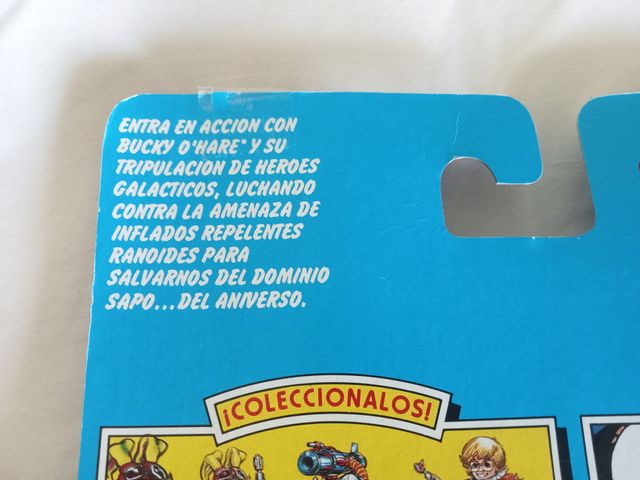 ENTRA EN ACCION CON
BUCKY O'HARE* Y SU
TRIPULACION DE HEROES
GALACTICOS, LUCHANDO
CONTRA LA AMENAZA DE
INFLADOS REPELENTES
RANOIDES PARA
SALVARNOS DEL DOMINIO
SAPO... DEL ANIVERSO.
¡COLECCIONALOS!